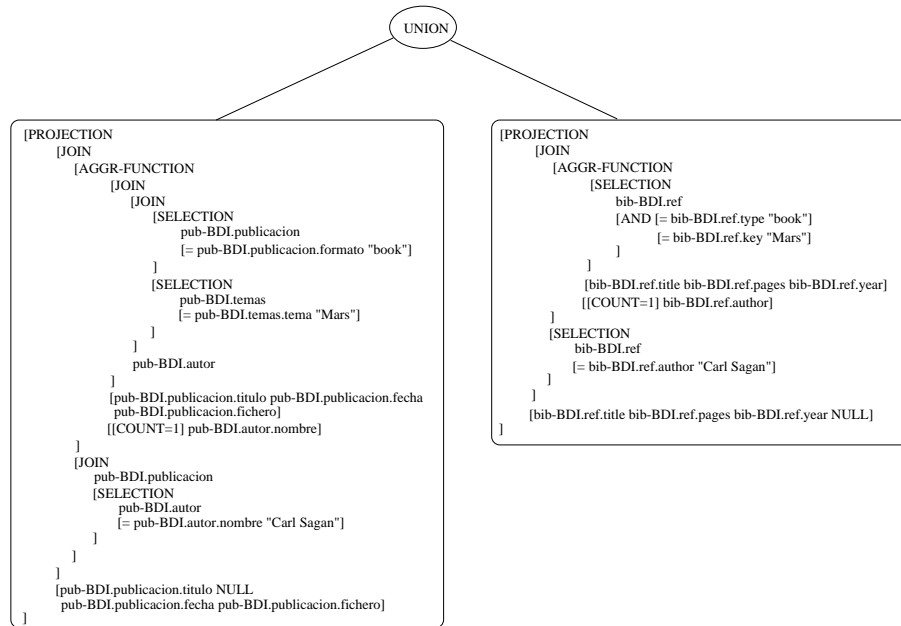 UNION
[PROJECTION
[JOIN
[AGGR-FUNCTION
[JOIN
[JOIN
[SELECTION
pub-BDI.publicacion
[= pub-BDI.publicacion.formato "book"]
]
[SELECTION
pub-BDI.temas
[= pub-BDI.temas.tema "Mars"]
]
]
pub-BDI.autor
]
[pub-BDI.publicacion.titulo pub-BDI.publicacion.fecha
pub-BDI.publicacion.fichero]
[[COUNT=1] pub-BDI.autor.nombre]
]
[JOIN
pub-BDI.publicacion
[SELECTION
pub-BDI.autor
[= pub-BDI.autor.nombre "Carl Sagan"]
]
]
]
[pub-BDI.publicacion.titulo NULL
pub-BDI.publicacion.fecha pub-BDI.publicacion.fichero]
]
[PROJECTION
[JOIN
[AGGR-FUNCTION
[SELECTION
bib-BDI.ref
[AND [= bib-BDI.ref.type "book"]
[= bib-BDI.ref.key "Mars"]
]
]
[bib-BDI.ref.title bib-BDI.ref.pages bib-BDI.ref.year]
[[COUNT=1] bib-BDI.ref.author]
]
[SELECTION
bib-BDI.ref
[= bib-BDI.ref.author "Carl Sagan"]
]
]
[bib-BDI.ref.title bib-BDI.ref.pages bib-BDI.ref.year NULL]
]